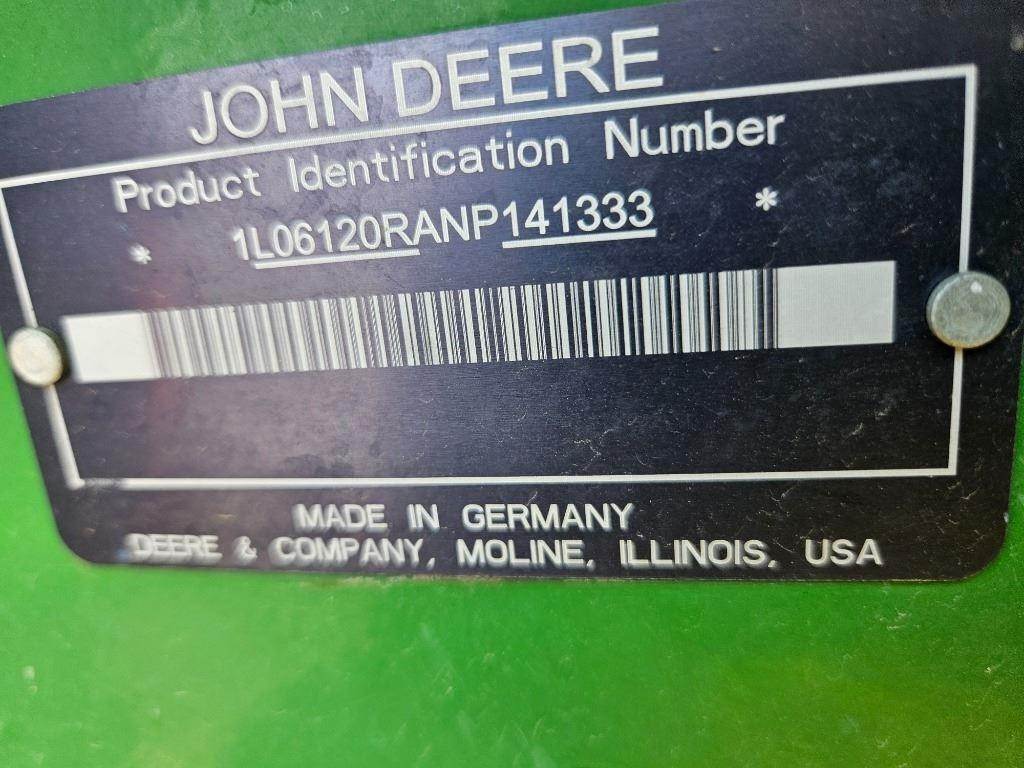 JOHN DEERE
Product Identification Number
* 1L06120RANP141333 *
MADE IN GERMANY
DEERE & COMPANY, MOLINE, ILLINOIS, USA